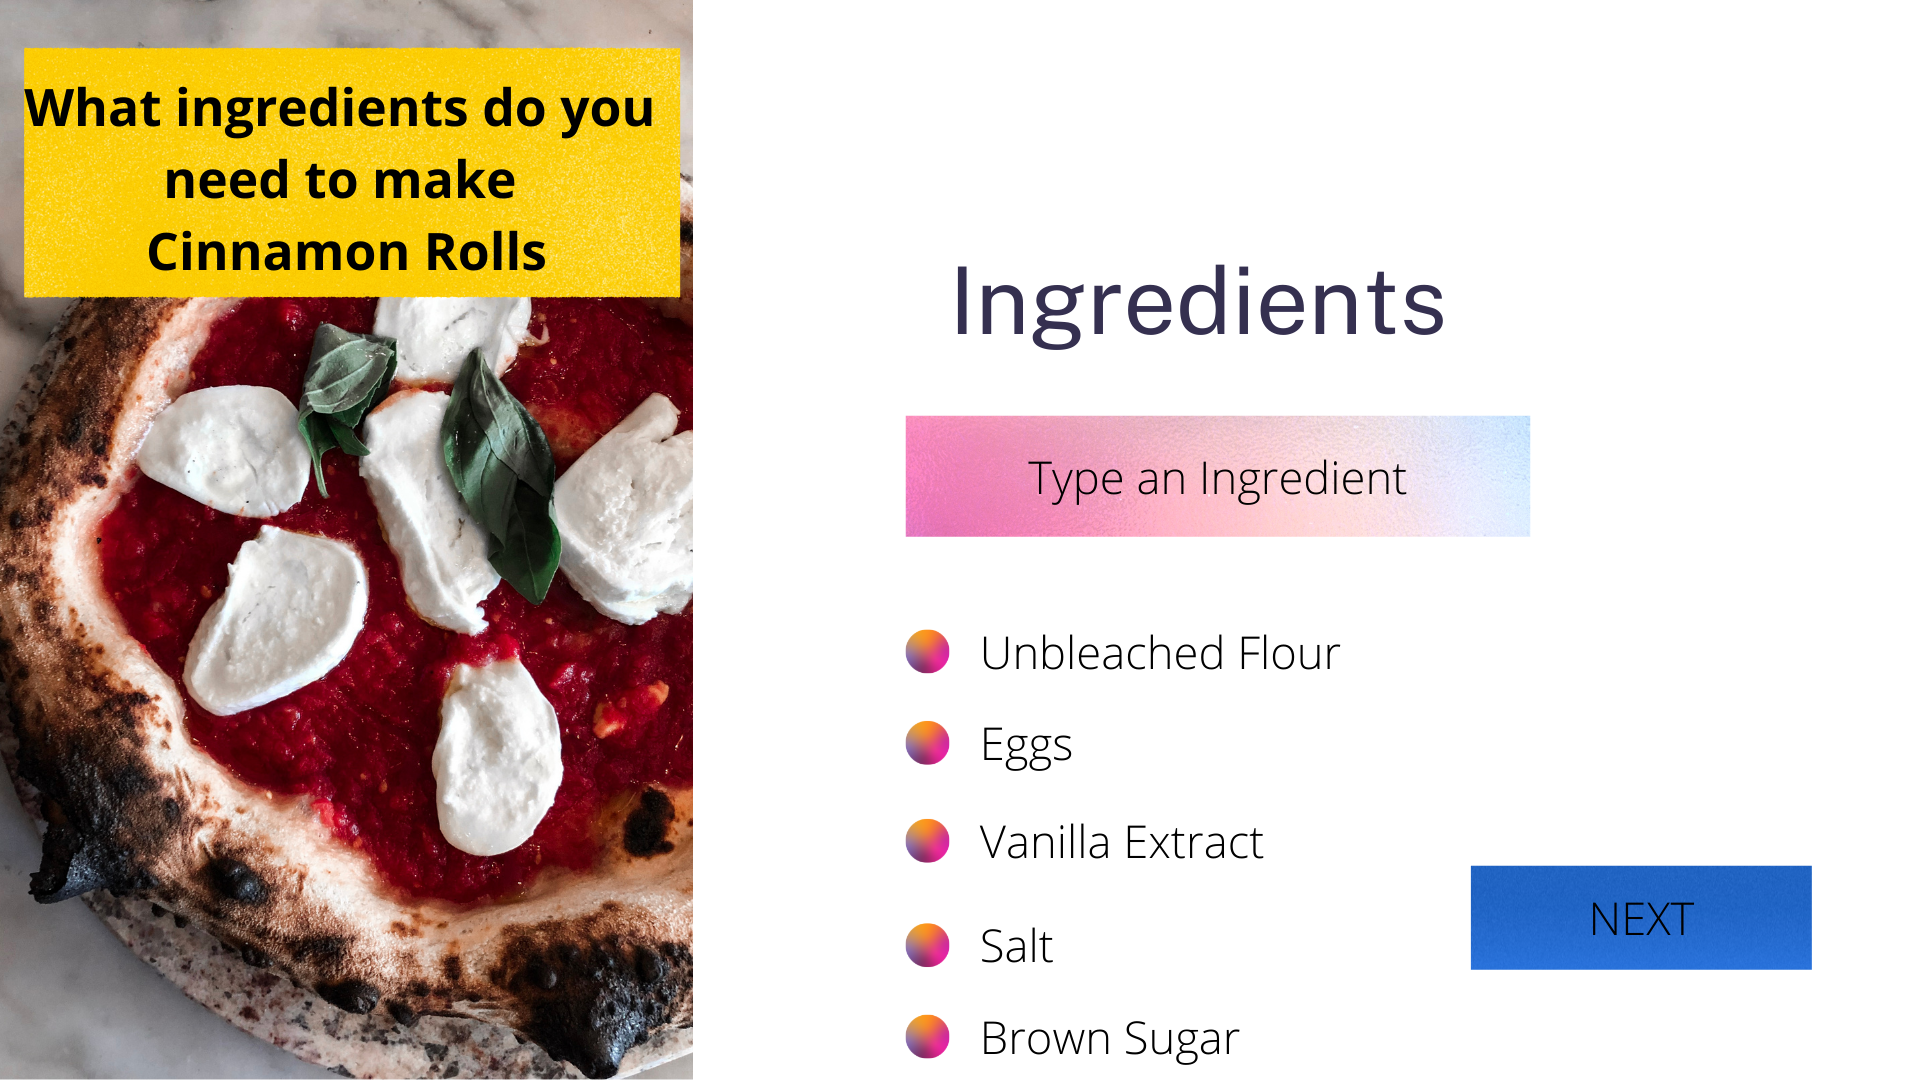 What ingredients do you
need to make
Cinnamon Rolls
Ingredients
Type an Ingredient
Unbleached Flour
Eggs
Vanilla Extract
Salt
Brown Sugar
NEXT